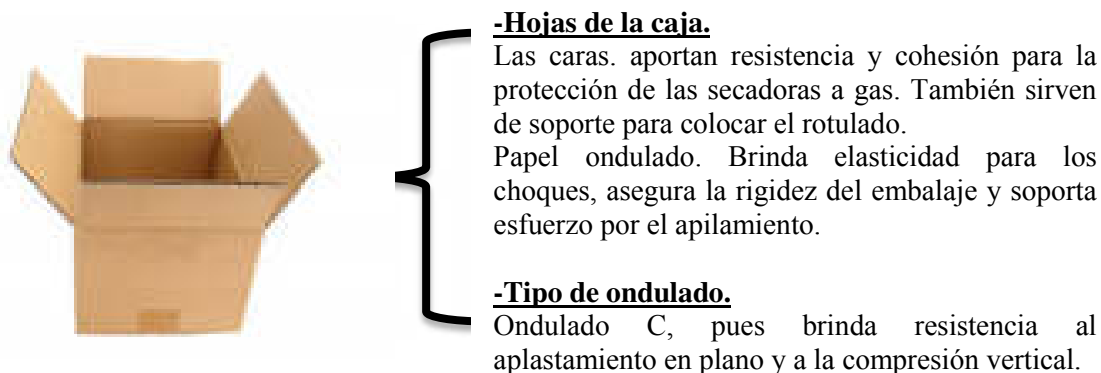 -Hojas de la caja.
Las caras. aportan resistencia y cohesión para la
protección de las secadoras a gas. También sirven
de soporte para colocar el rotulado.
Papel ondulado. Brinda elasticidad para los
choques, asegura la rigidez del embalaje y soporta
esfuerzo por el apilamiento.
-Tipo de ondulado.
Ondulado C, pues brinda resistencia al
aplastamiento en plano y a la compresión vertical.